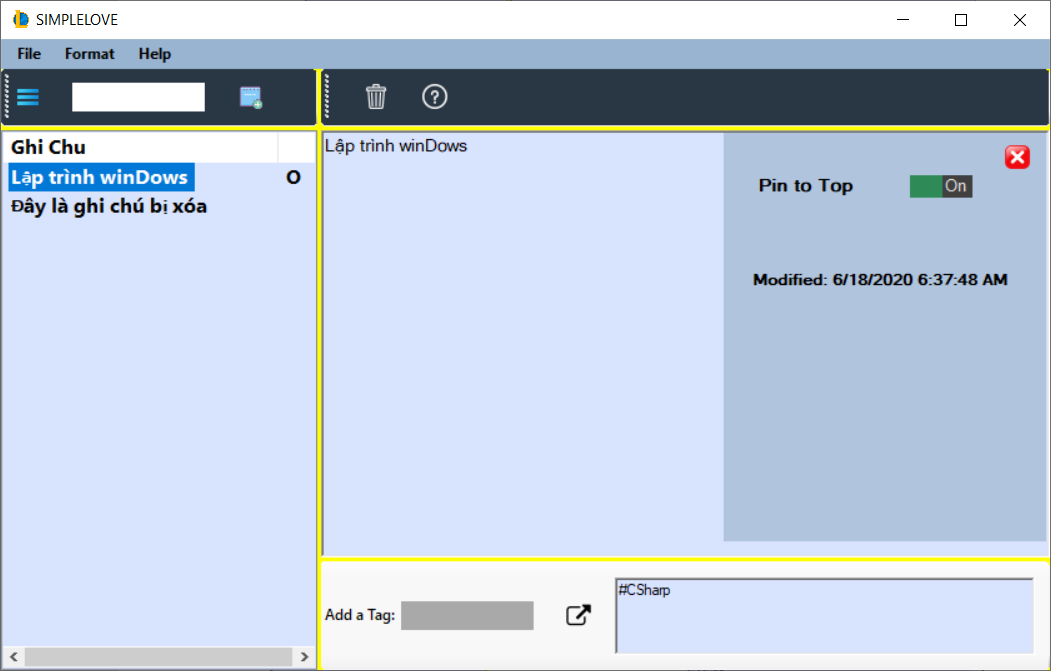 SIMPLELOVE
File Format Help
Ghi Chu
Lập trình winDows O
Đây là ghi chú bị xóa
Lập trình winDows
Pin to Top On
Modified: 6/18/2020 6:37:48 AM
Add a Tag:
#CSharp